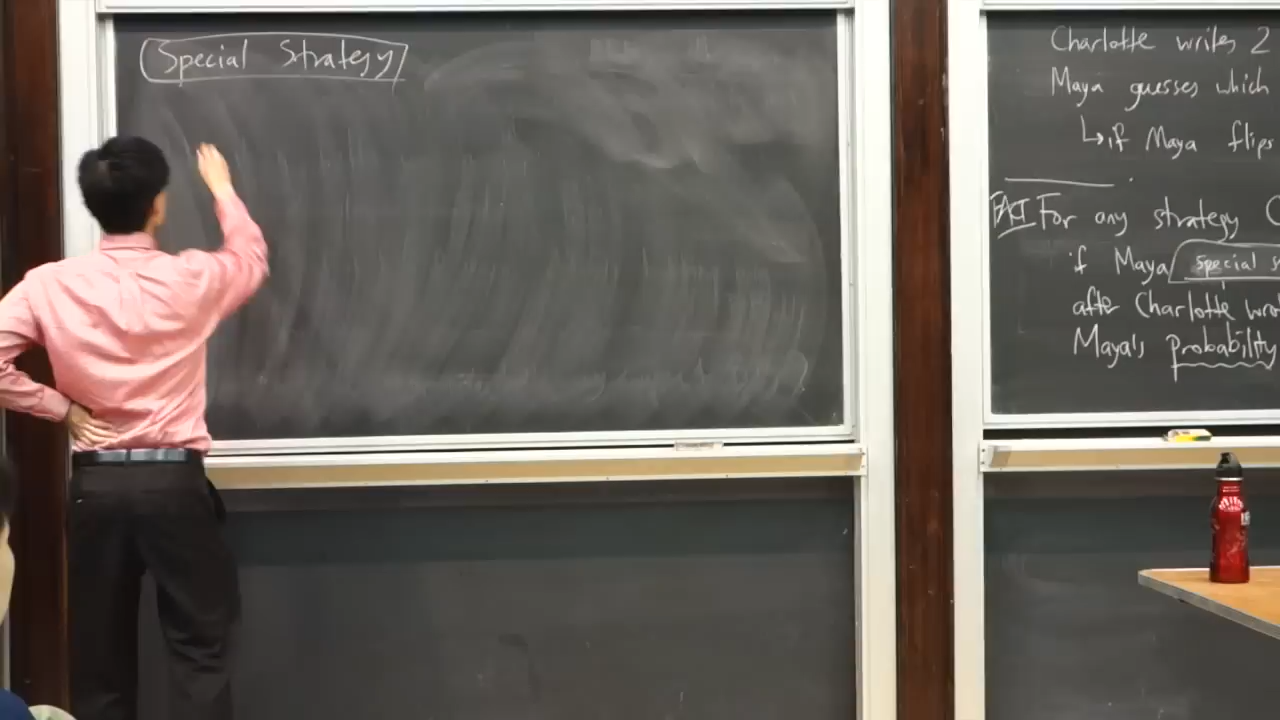 Special Strategy
Charlotte writes 2
Maya guesses which
↳ if Maya flips
FACT For any strategy
if Maya special s
after Charlotte wro
Maya's probability